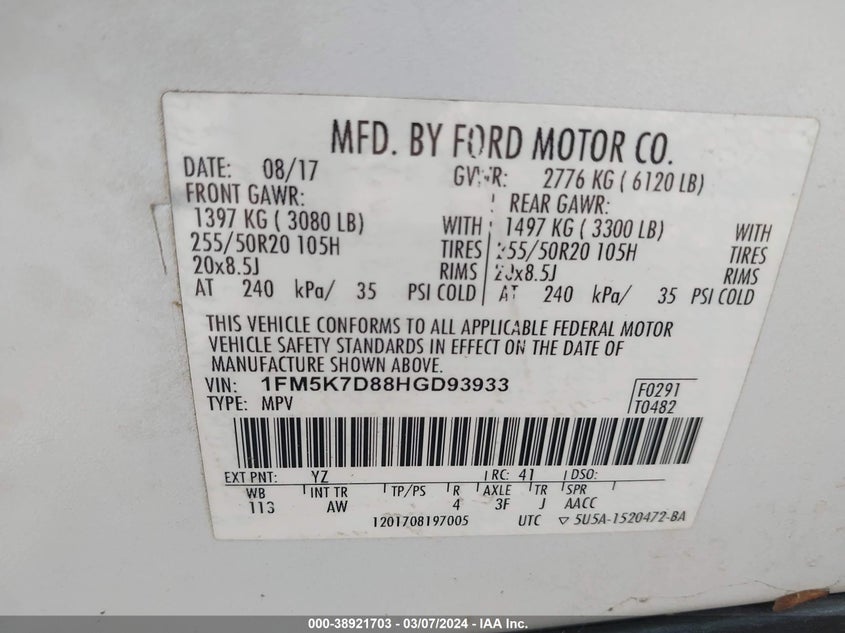 MFD. BY FORD MOTOR CO.
DATE: 08/17 GVWR: 2776 KG ( 6120 LB)
FRONT GAWR: REAR GAWR:
1397 KG ( 3080 LB) WITH 1497 KG ( 3300 LB) WITH
255/50R20 105H TIRES 255/50R20 105H TIRES
20x8.5J RIMS 20x8.5J RIMS
AT 240 kPa/ 35 PSI COLD AT 240 kPa/ 35 PSI COLD
THIS VEHICLE CONFORMS TO ALL APPLICABLE FEDERAL MOTOR
VEHICLE SAFETY STANDARDS IN EFFECT ON THE DATE OF
MANUFACTURE SHOWN ABOVE.
VIN: 1FM5K7D88HGD93933 F0291
TYPE: MPV T0482
EXT PNT: YZ RC: 41 DSO:
WB INT TR TP/PS R AXLE TR SPR
113 AW 4 3F J AACC
1201708197005 UTC ▽ 5U5A-1520472-BA
000-38921703 - 03/07/2024 - IAA Inc.